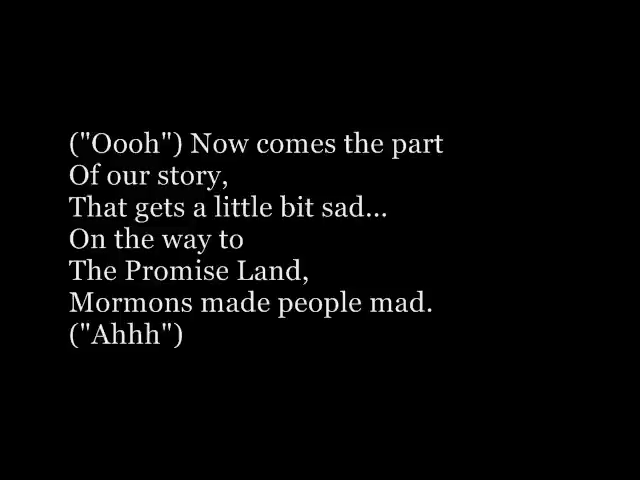 ("Oooh") Now comes the part
Of our story,
That gets a little bit sad...
On the way to
The Promise Land,
Mormons made people mad.
("Ahhh")